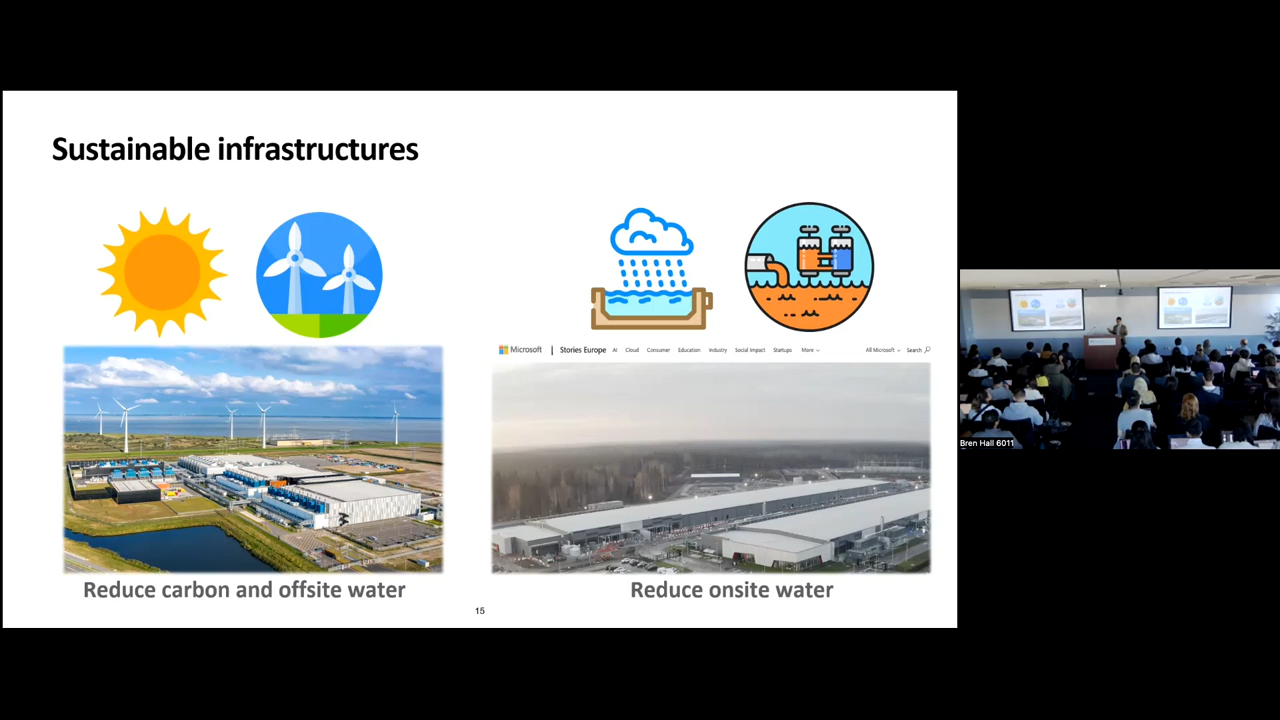 Sustainable infrastructures
Microsoft | Stories Europe AI Cloud Consumer Education Industry Social Impact Startups More All Microsoft Search
Reduce carbon and offsite water
Reduce onsite water
15
Bren Hall 6011